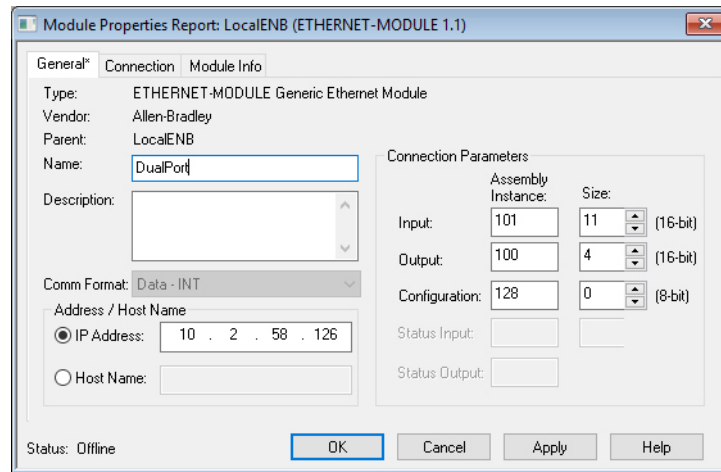 Module Properties Report: LocalENB (ETHERNET-MODULE 1.1)
General* Connection Module Info
Type: ETHERNET-MODULE Generic Ethernet Module
Vendor: Allen-Bradley
Parent: LocalENB
Name: DualPort
Description:
Comm Format: Data - INT
Address / Host Name
IP Address: 10 . 2 . 58 . 126
Host Name:
Connection Parameters
Assembly
Instance: Size:
Input: 101 11 (16-bit)
Output: 100 4 (16-bit)
Configuration: 128 0 (8-bit)
Status Input:
Status Output:
Status: Offline
OK Cancel Apply Help